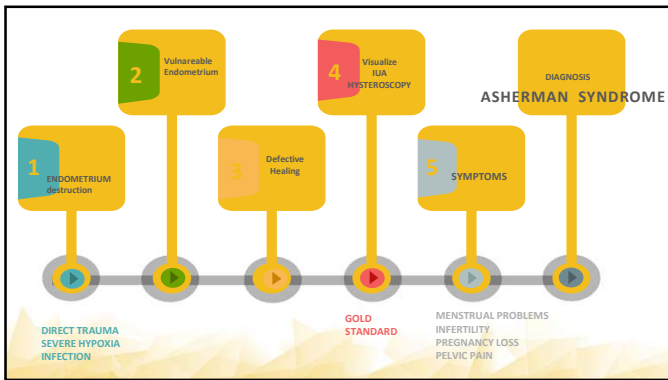 1
ENDOMETRIUM
destruction
DIRECT TRAUMA
SEVERE HYPOXIA
INFECTION
2
Vulnareable
Endometrium
3
Defective
Healing
4
Visualize
IUA
HYSTEROSCOPY
GOLD
STANDARD
5
SYMPTOMS
MENSTRUAL PROBLEMS
INFERTILITY
PREGNANCY LOSS
PELVIC PAIN
DIAGNOSIS
ASHERMAN SYNDROME